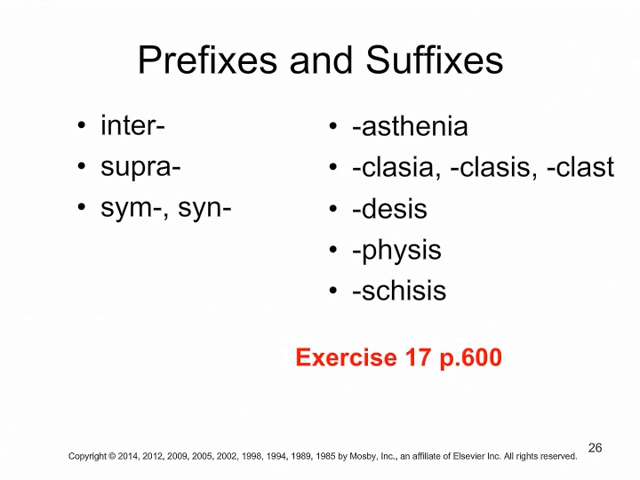 Prefixes and Suffixes
• inter-
• supra-
• sym-, syn-
• -asthenia
• -clasia, -clasis, -clast
• -desis
• -physis
• -schisis
Exercise 17 p.600
26
Copyright © 2014, 2012, 2009, 2005, 2002, 1998, 1994, 1989, 1985 by Mosby, Inc., an affiliate of Elsevier Inc. All rights reserved.